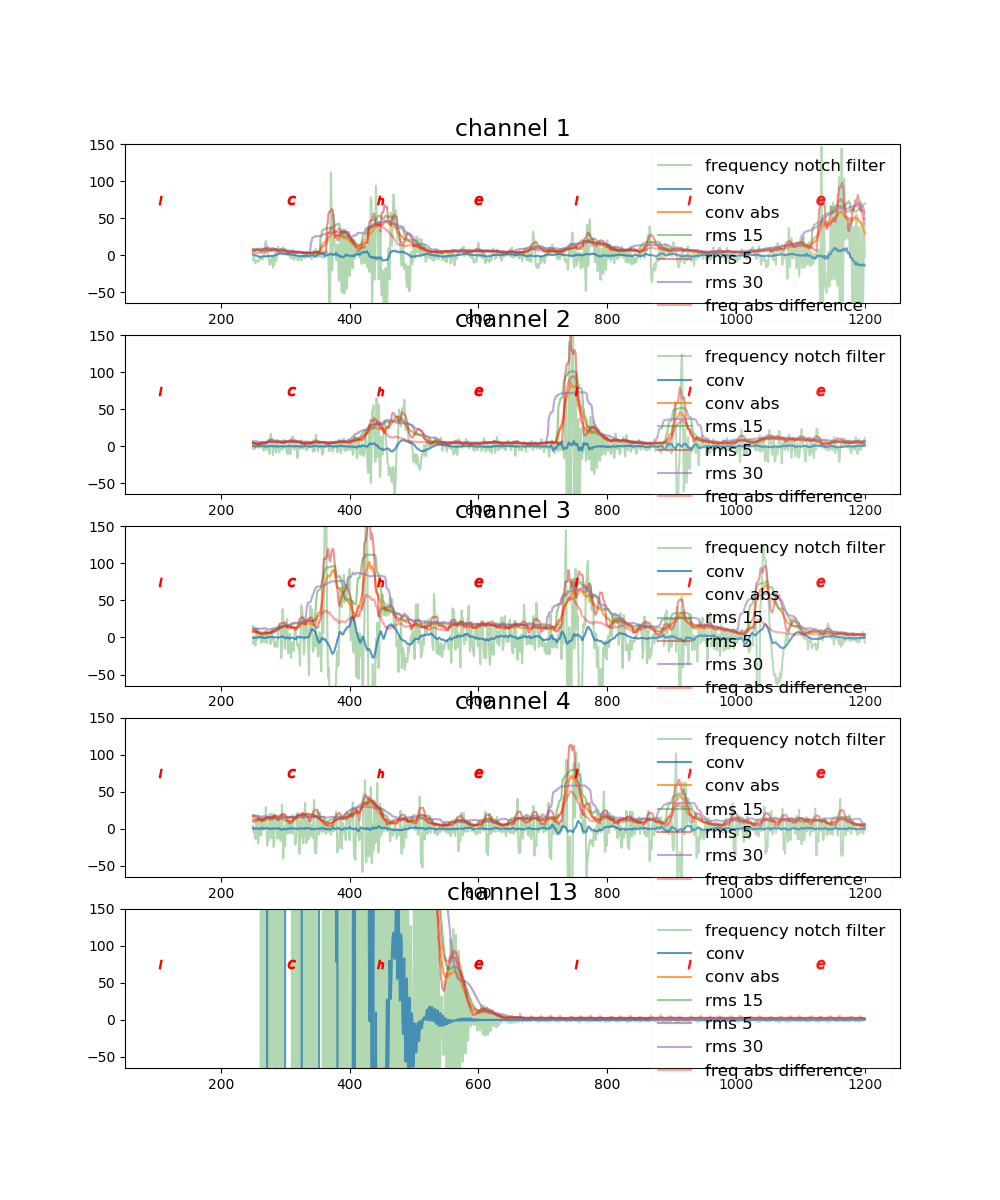 channel 1
150
100
50
0
−50
l c h e l l e
frequency notch filter
conv
conv abs
rms 15
rms 5
rms 30
freq abs difference
200 400 600 800 1000 1200
channel 2
150
100
50
0
−50
l c h e l l e
frequency notch filter
conv
conv abs
rms 15
rms 5
rms 30
freq abs difference
200 400 600 800 1000 1200
channel 3
150
100
50
0
−50
l c h e l l e
frequency notch filter
conv
conv abs
rms 15
rms 5
rms 30
freq abs difference
200 400 600 800 1000 1200
channel 4
150
100
50
0
−50
l c h e l l e
frequency notch filter
conv
conv abs
rms 15
rms 5
rms 30
freq abs difference
200 400 600 800 1000 1200
channel 13
150
100
50
0
−50
l c h e l l e
frequency notch filter
conv
conv abs
rms 15
rms 5
rms 30
freq abs difference
200 400 600 800 1000 1200